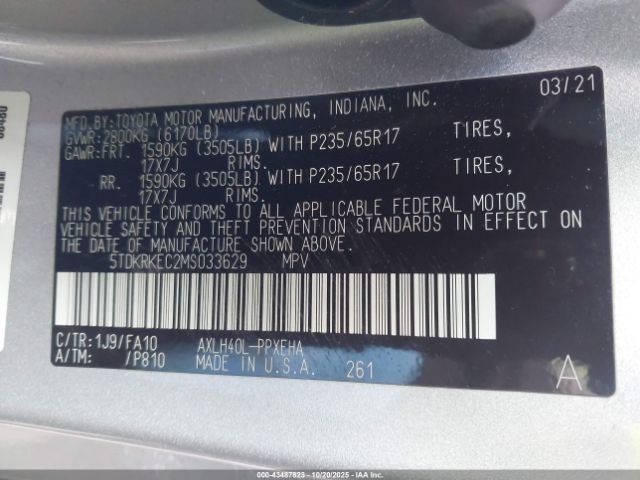 03/21
MFD. BY: TOYOTA MOTOR MANUFACTURING, INDIANA, INC.
GVWR: 2800KG (6170LB)
GAWR: FRT. 1590KG (3505LB) WITH P235/65R17 TIRES,
17X7J RIMS.
RR. 1590KG (3505LB) WITH P235/65R17 TIRES,
17X7J RIMS.
THIS VEHICLE CONFORMS TO ALL APPLICABLE FEDERAL MOTOR
VEHICLE SAFETY AND THEFT PREVENTION STANDARDS IN EFFECT ON
THE DATE OF MANUFACTURE SHOWN ABOVE.
5TDKRKEC2MS033629 MPV
C/TR: 1J9/FA10 AXLH40L-PPXEHA
A/TM: /P810 MADE IN U.S.A. 261 A
000-43487823 - 10/20/2025 - IAAI Public